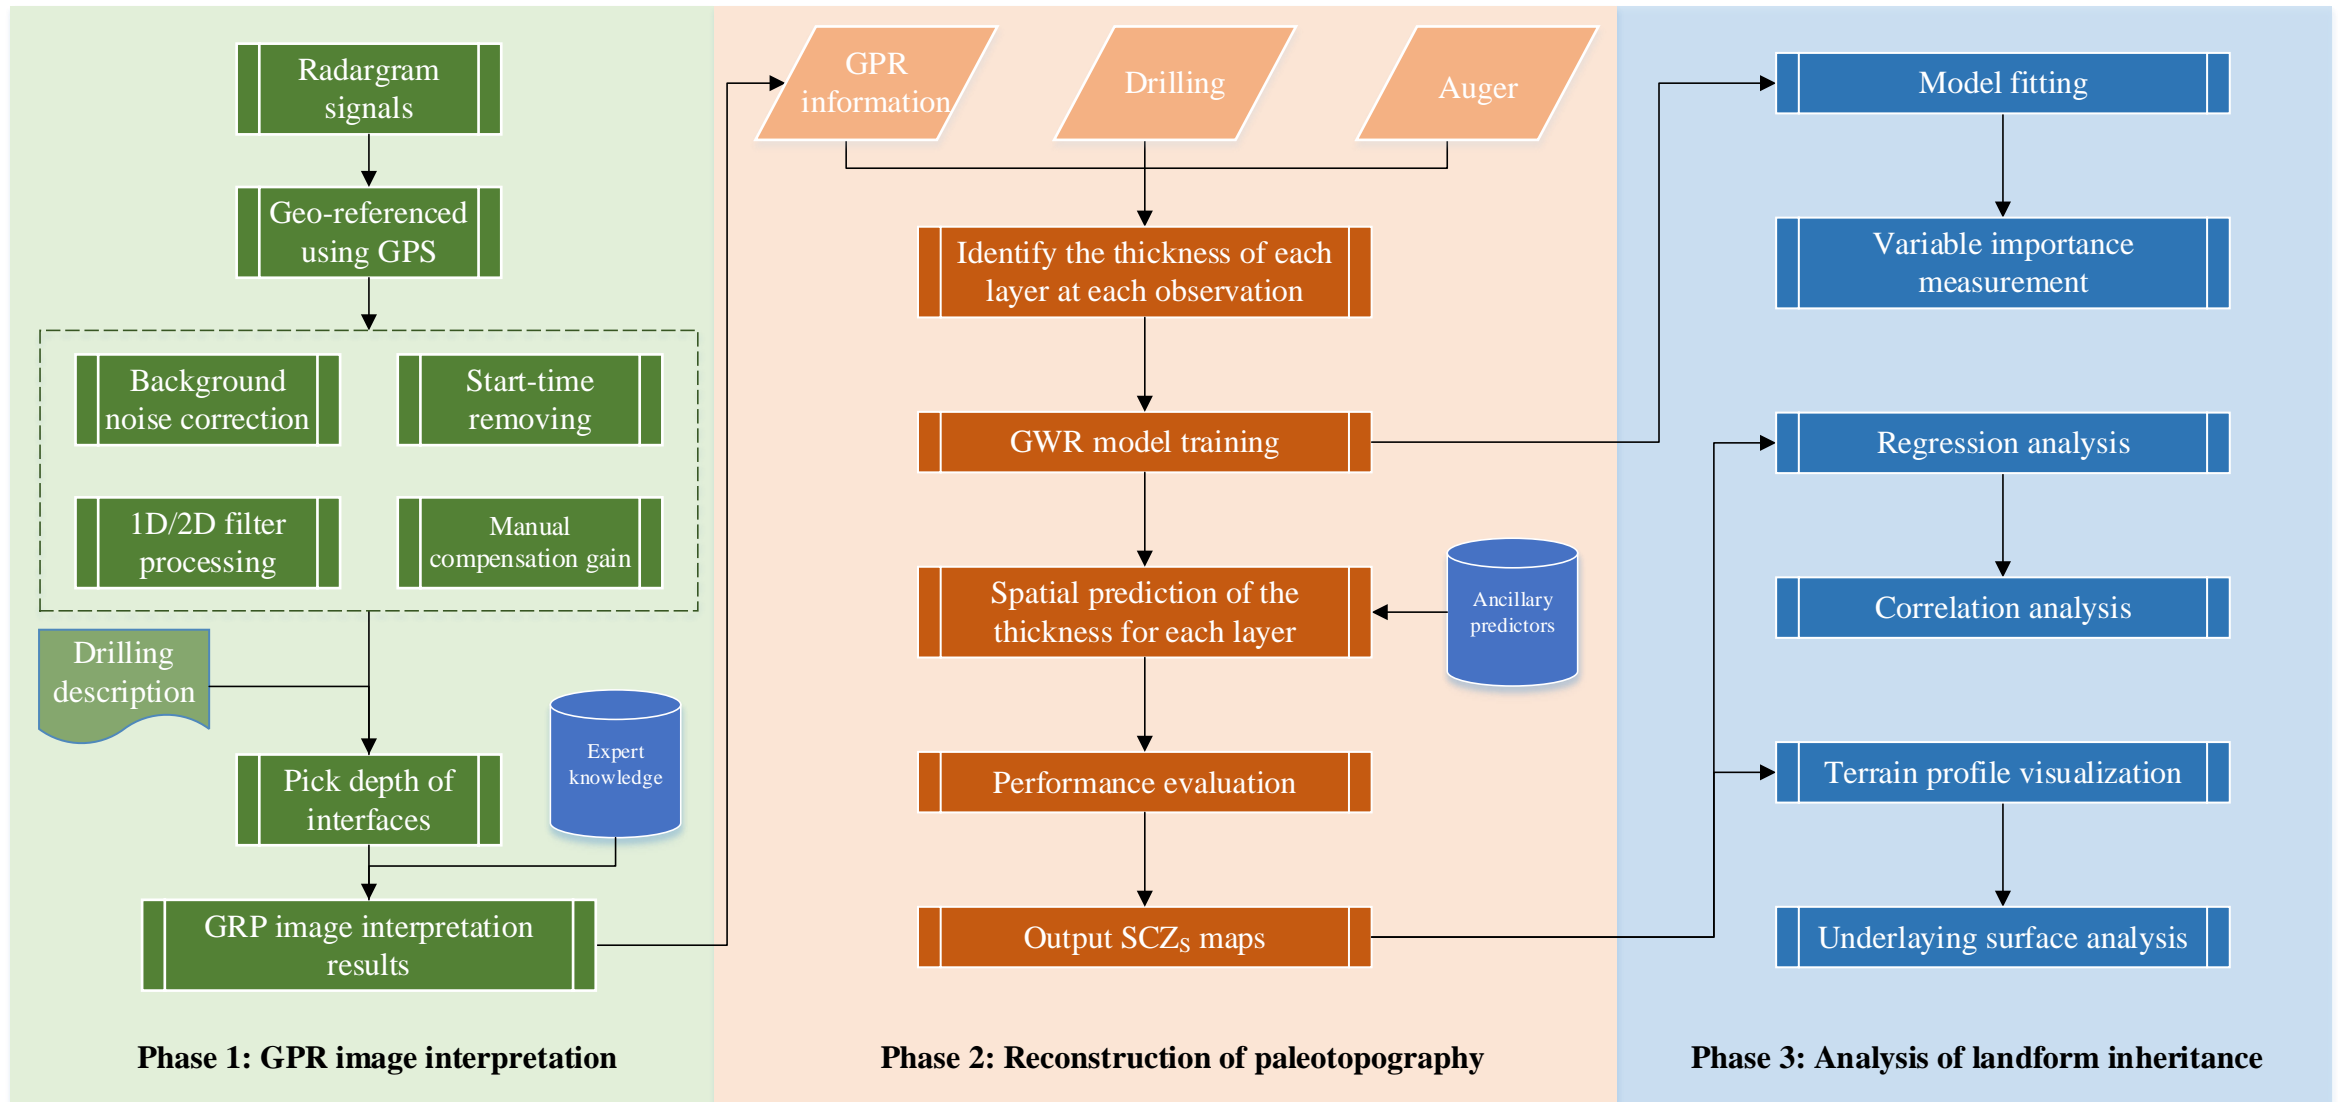 Radargram
signals
Geo-referenced
using GPS
Background
noise correction
Start-time
removing
1D/2D filter
processing
Manual
compensation gain
Drilling
description
Expert
knowledge
Pick depth of
interfaces
GRP image interpretation
results
Phase 1: GPR image interpretation
GPR
information
Drilling
Auger
Identify the thickness of each
layer at each observation
GWR model training
Spatial prediction of the
thickness for each layer
Ancillary
predictors
Performance evaluation
Output SCZS maps
Phase 2: Reconstruction of paleotopography
Model fitting
Variable importance
measurement
Regression analysis
Correlation analysis
Terrain profile visualization
Underlaying surface analysis
Phase 3: Analysis of landform inheritance